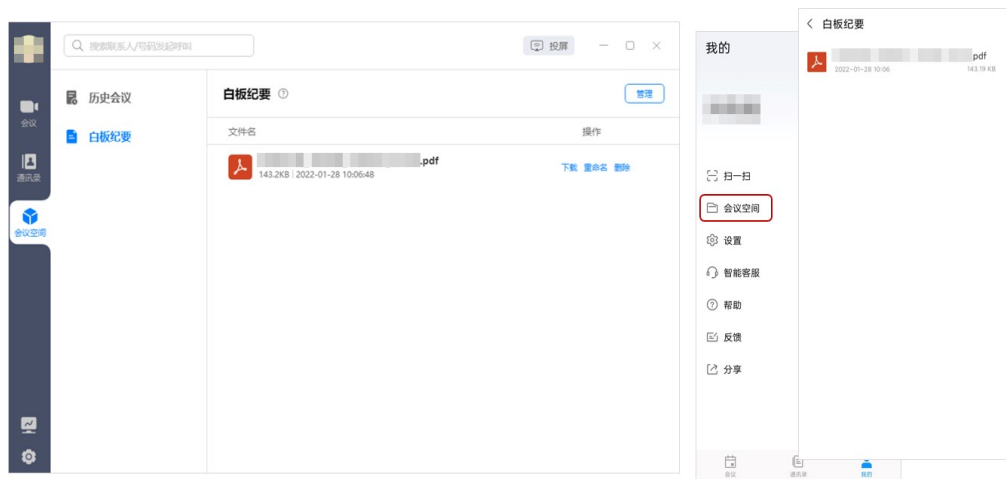 搜索联系人/号码发起呼叫
投屏
会议
通讯录
会议空间
历史会议
白板纪要
白板纪要
管理
文件名
操作
.pdf
143.2KB | 2022-01-28 10:06:48
下载 重命名 删除
我的
扫一扫
会议空间
设置
智能客服
帮助
反馈
分享
会议
通讯录
我的
白板纪要
pdf
2022-01-28 10:06
143.19 KB